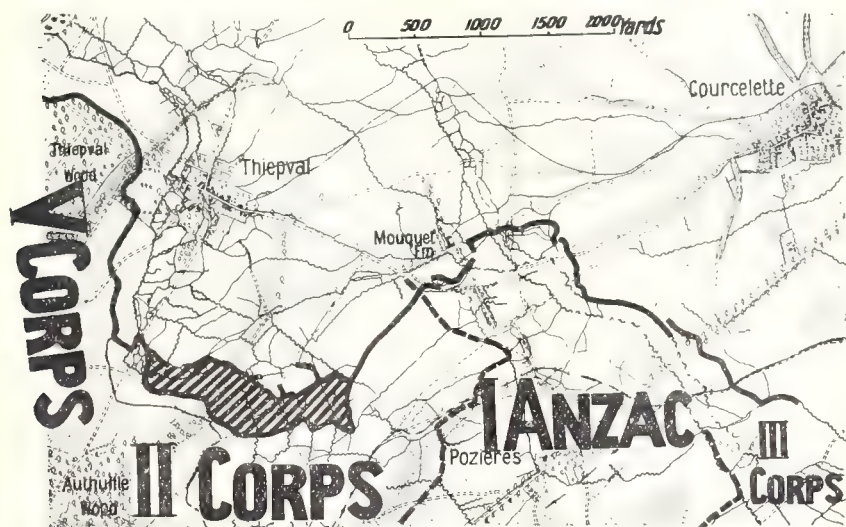 0 500 1000 1500 2000 Yards
Courcelette
Thiepval
Wood
Thiepval
Mouquet
Fm
V CORPS
I ANZAC
Pozières
III
CORPS
II CORPS
Authuille
Wood